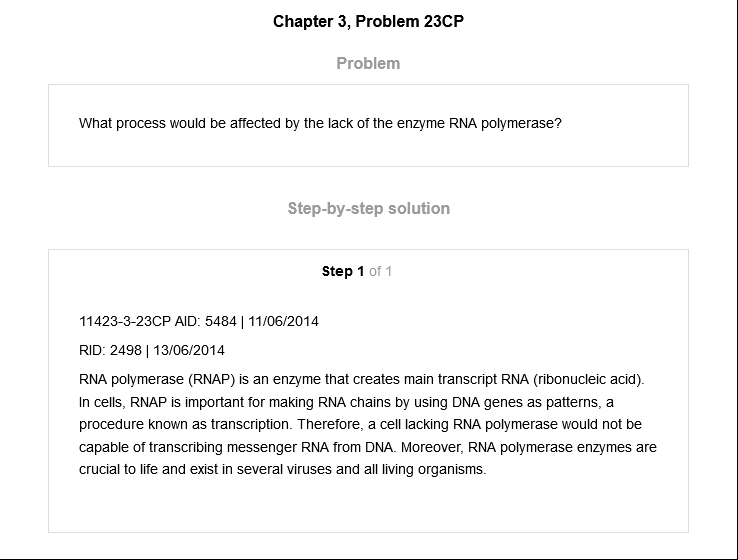 Chapter 3, Problem 23CP
Problem
What process would be affected by the lack of the enzyme RNA polymerase?
Step-by-step solution
Step 1 of 1
11423-3-23CP AID: 5484 | 11/06/2014
RID: 2498 | 13/06/2014
RNA polymerase (RNAP) is an enzyme that creates main transcript RNA (ribonucleic acid).
In cells, RNAP is important for making RNA chains by using DNA genes as patterns, a
procedure known as transcription. Therefore, a cell lacking RNA polymerase would not be
capable of transcribing messenger RNA from DNA. Moreover, RNA polymerase enzymes are
crucial to life and exist in several viruses and all living organisms.